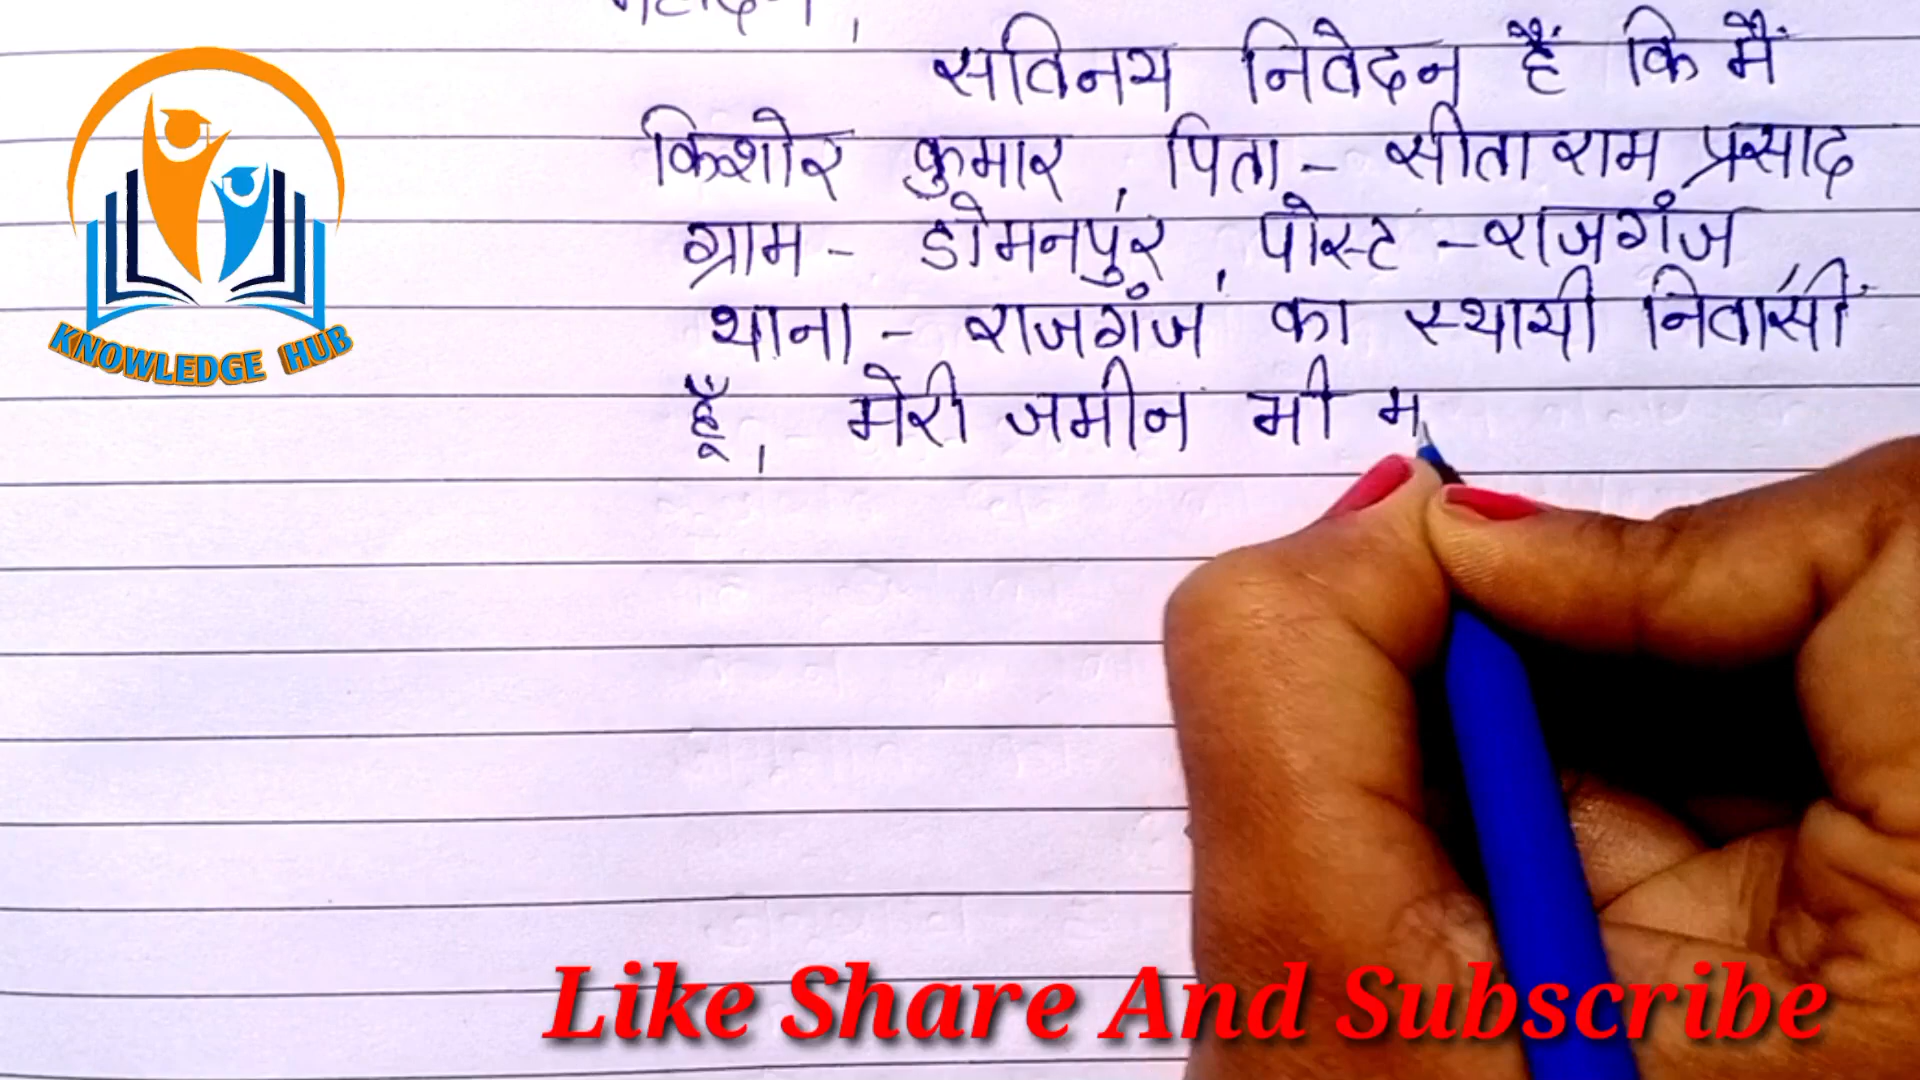 सविनय निवेदन हैं कि मैं
किशोर कुमार, पिता - सीताराम प्रसाद
ग्राम - डोमनपुर, पोस्ट - राजगंज,
थाना - राजगंज का स्थायी निवासी
हूँ, मेरी जमीन भी म
KNOWLEDGE HUB
Like Share And Subscribe